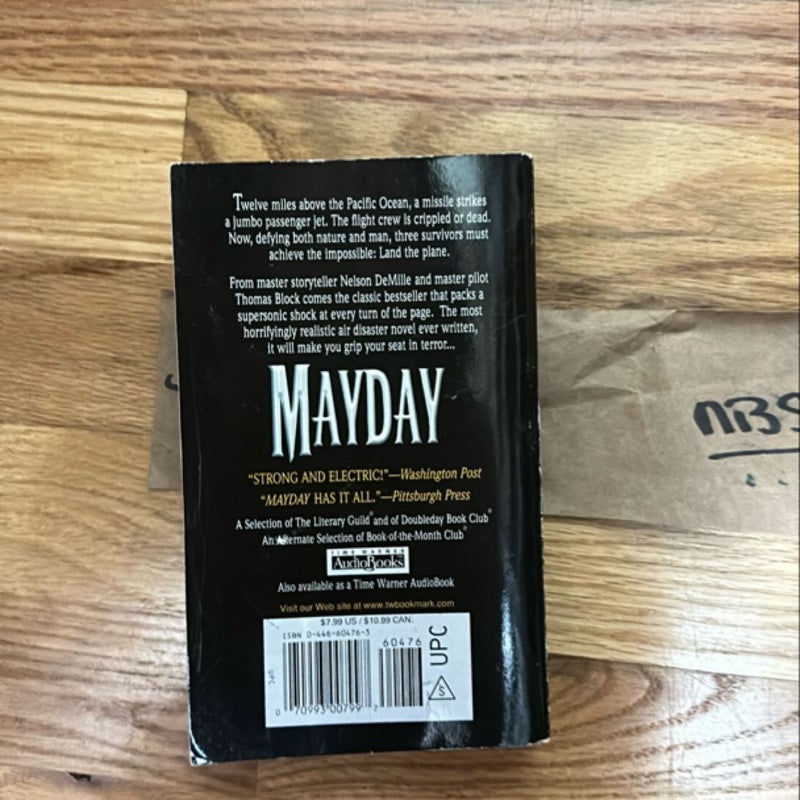 Twelve miles above the Pacific Ocean, a missile strikes
a jumbo passenger jet. The flight crew is crippled or dead.
Now, defying both nature and man, three survivors must
achieve the impossible: Land the plane.
From master storyteller Nelson DeMille and master pilot
Thomas Block comes the classic bestseller that packs a
supersonic shock at every turn of the page. The most
horrifyingly realistic air disaster novel ever written,
it will make you grip your seat in terror...
MAYDAY
“STRONG AND ELECTRIC!”—Washington Post
“MAYDAY HAS IT ALL.”—Pittsburgh Press
A Selection of The Literary Guild® and of Doubleday Book Club®
An Alternate Selection of Book-of-the-Month Club®
TIME WARNER
AudioBooks
Also available as a Time Warner AudioBook
Visit our Web site at www.twbookmark.com
$7.99 US / $10.99 CAN.
ISBN 0-446-60476-3
60476
0 70993 00799 7
UPC
S
UPC
NBS